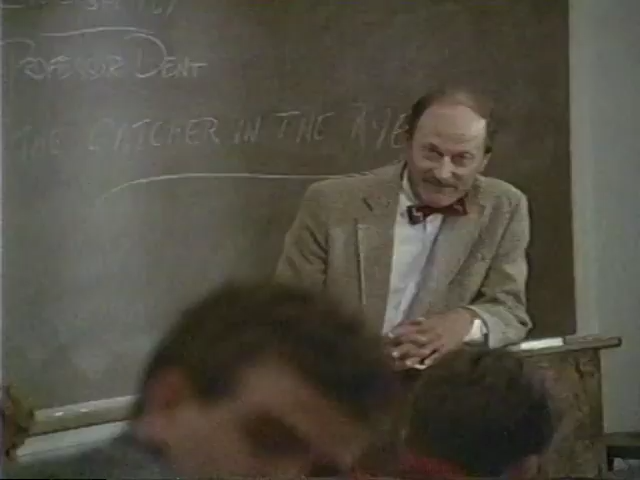 PROFESSOR DENT
THE CATCHER IN THE RYE